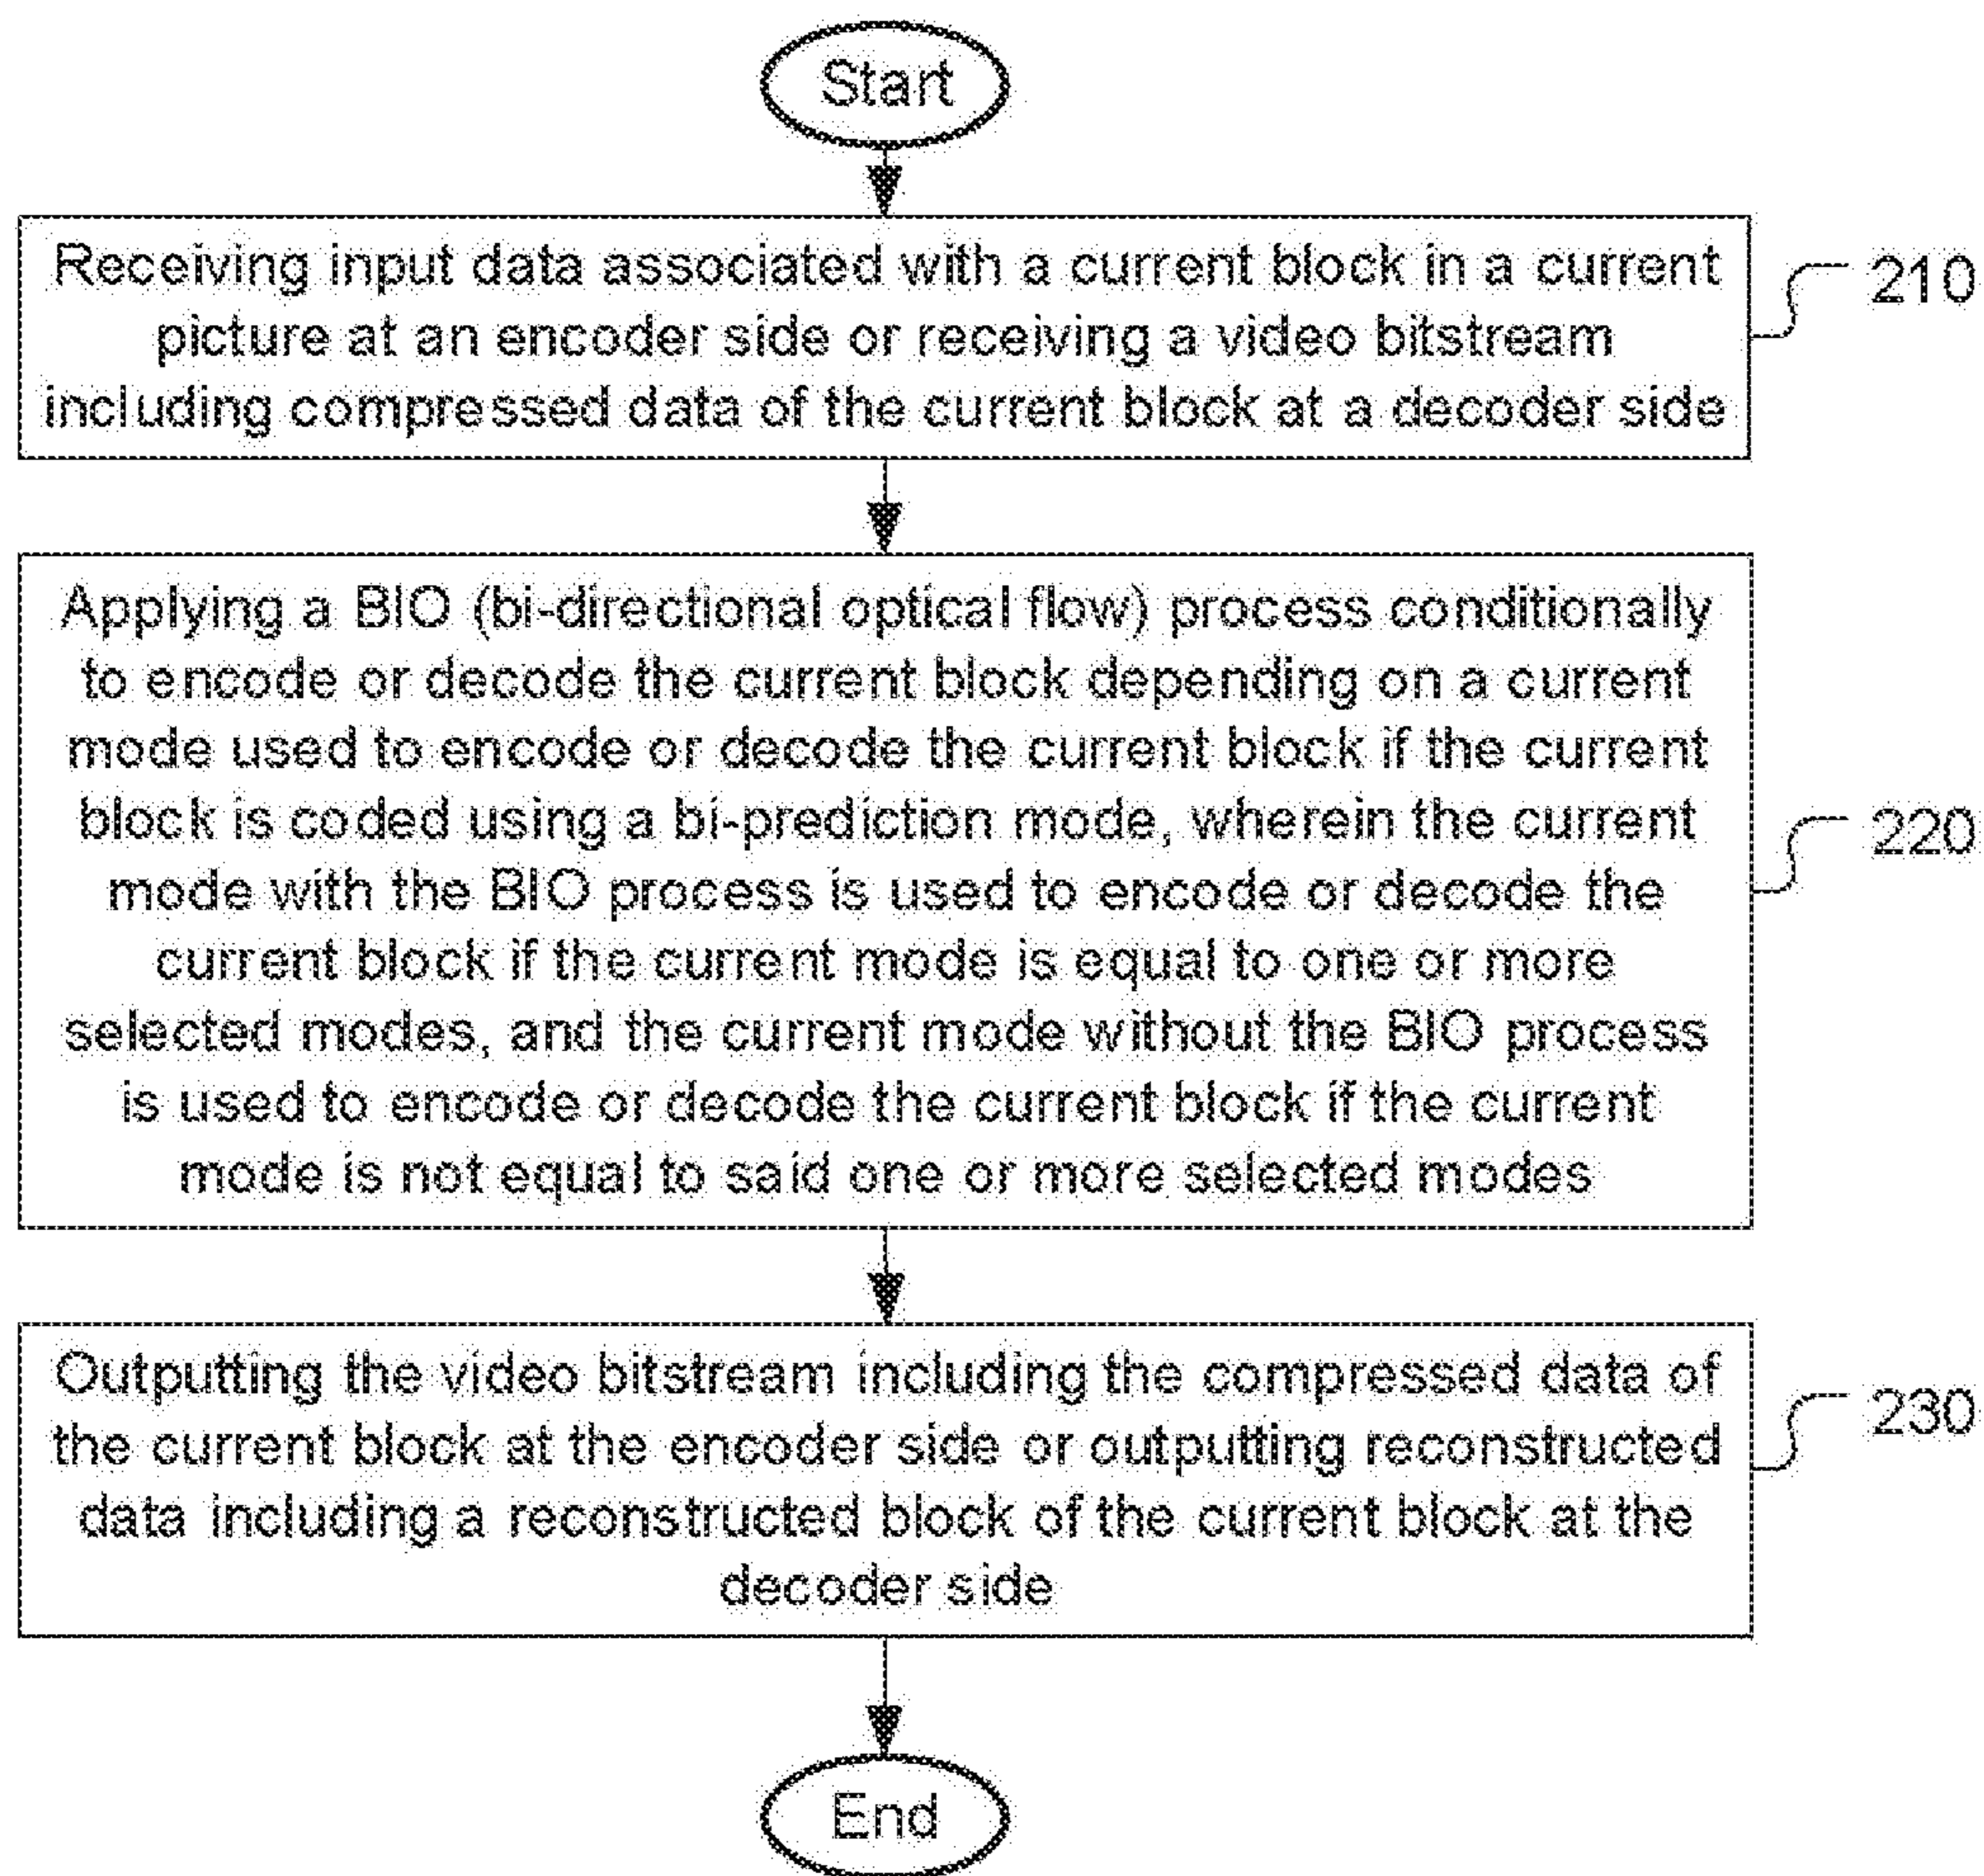 Start
Receiving input data associated with a current block in a current
picture at an encoder side or receiving a video bitstream
including compressed data of the current block at a decoder side
210
Applying a BIO (bi-directional optical flow) process conditionally
to encode or decode the current block depending on a current
mode used to encode or decode the current block if the current
block is coded using a bi-prediction mode, wherein the current
mode with the BIO process is used to encode or decode the
current block if the current mode is equal to one or more
selected modes, and the current mode without the BIO process
is used to encode or decode the current block if the current
mode is not equal to said one or more selected modes
220
Outputting the video bitstream including the compressed data of
the current block at the encoder side or outputting reconstructed
data including a reconstructed block of the current block at the
decoder side
230
End